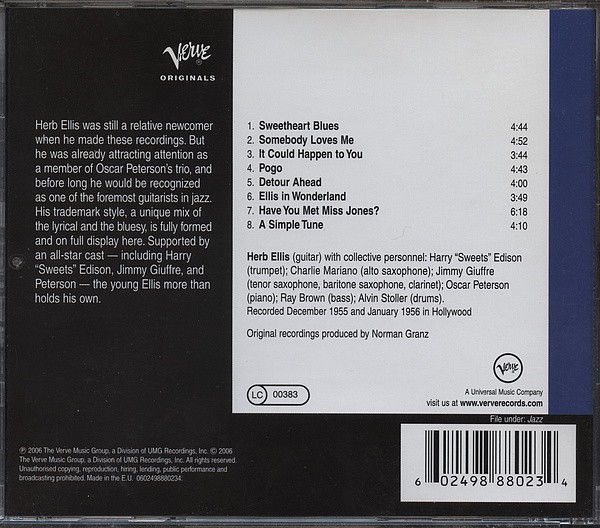 Verve
ORIGINALS
Herb Ellis was still a relative newcomer
when he made these recordings. But
he was already attracting attention as
a member of Oscar Peterson's trio, and
before long he would be recognized
as one of the foremost guitarists in jazz.
His trademark style, a unique mix of
the lyrical and the bluesy, is fully formed
and on full display here. Supported by
an all-star cast — including Harry
"Sweets" Edison, Jimmy Giuffre, and
Peterson — the young Ellis more than
holds his own.
1. Sweetheart Blues 4:44
2. Somebody Loves Me 4:52
3. It Could Happen to You 3:44
4. Pogo 4:43
5. Detour Ahead 4:00
6. Ellis in Wonderland 3:49
7. Have You Met Miss Jones? 6:18
8. A Simple Tune 4:10
Herb Ellis (guitar) with collective personnel: Harry "Sweets" Edison
(trumpet); Charlie Mariano (alto saxophone); Jimmy Giuffre
(tenor saxophone, baritone saxophone, clarinet); Oscar Peterson
(piano); Ray Brown (bass); Alvin Stoller (drums).
Recorded December 1955 and January 1956 in Hollywood
Original recordings produced by Norman Granz
LC 00383
Verve
A Universal Music Company
visit us at www.ververecords.com
File under: Jazz
℗ 2006 The Verve Music Group, a Division of UMG Recordings, Inc. © 2006
The Verve Music Group, a Division of UMG Recordings, Inc. All rights reserved.
Unauthorised copying, reproduction, hiring, lending, public performance and
broadcasting prohibited. Made in the E.U. 0602498880234.
6 02498 88023 4